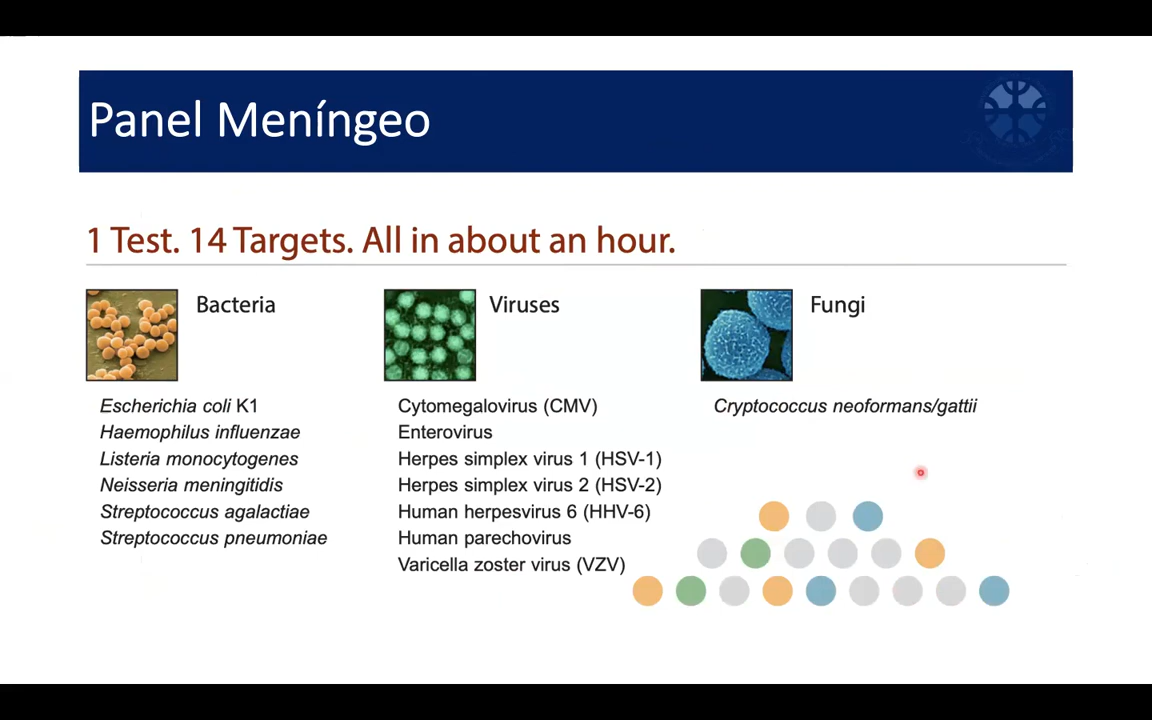 Panel Meníngeo
1 Test. 14 Targets. All in about an hour.
Bacteria
Escherichia coli K1
Haemophilus influenzae
Listeria monocytogenes
Neisseria meningitidis
Streptococcus agalactiae
Streptococcus pneumoniae
Viruses
Cytomegalovirus (CMV)
Enterovirus
Herpes simplex virus 1 (HSV-1)
Herpes simplex virus 2 (HSV-2)
Human herpesvirus 6 (HHV-6)
Human parechovirus
Varicella zoster virus (VZV)
Fungi
Cryptococcus neoformans/gattii